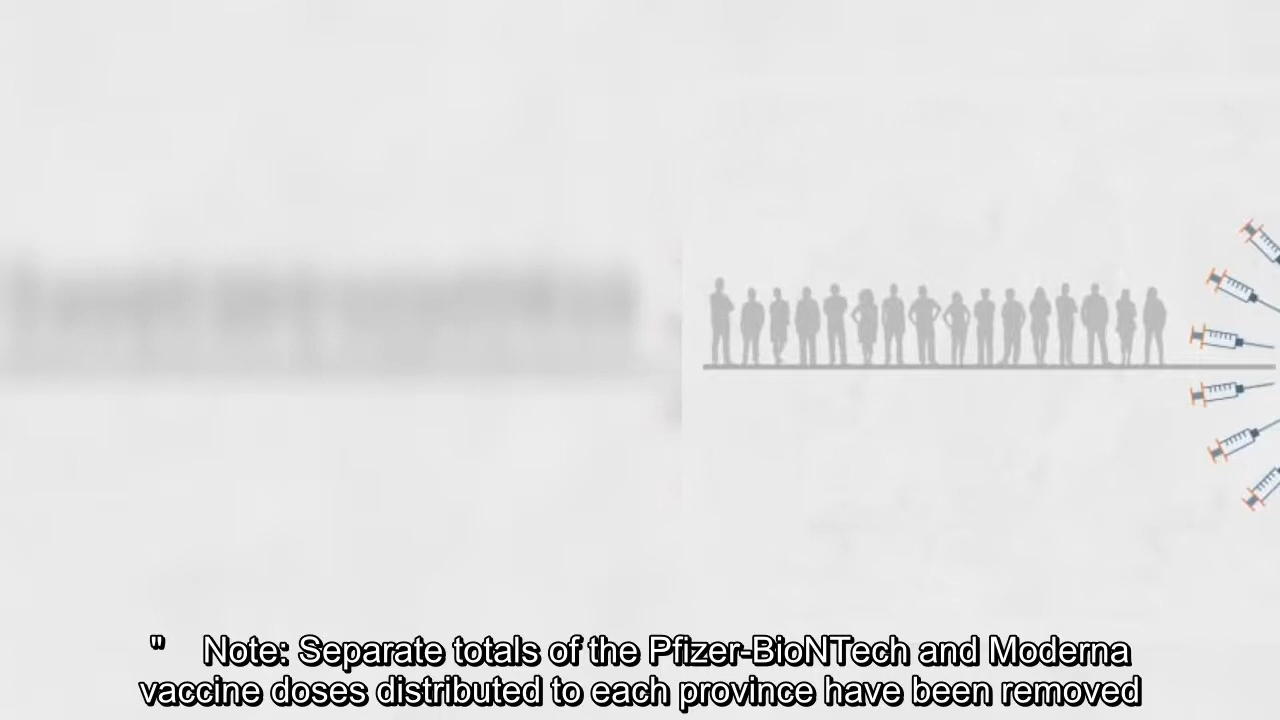 " Note: Separate totals of the Pfizer-BioNTech and Moderna
vaccine doses distributed to each province have been removed